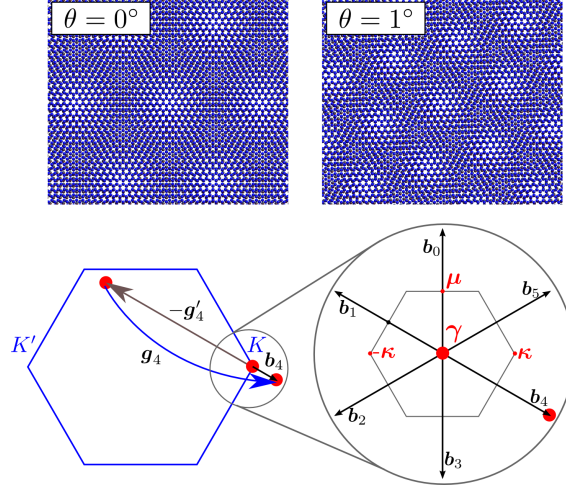 θ = 0°
θ = 1°
b₀
μ
b₁
b₅
γ
-g′₄
K′
K
b₄
g₄
-κ
κ
b₂
b₄
b₃